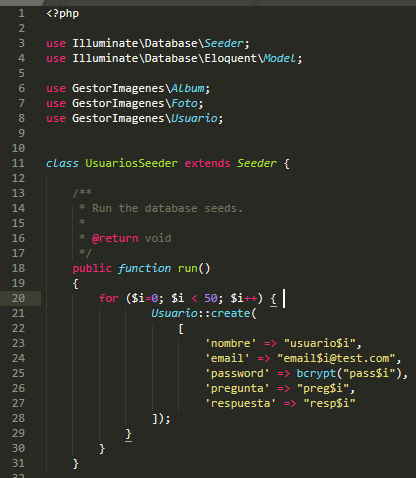 1 <?php
2
3 use Illuminate\Database\Seeder;
4 use Illuminate\Database\Eloquent\Model;
5
6 use GestorImagenes\Album;
7 use GestorImagenes\Foto;
8 use GestorImagenes\Usuario;
9
10
11 class UsuariosSeeder extends Seeder {
12
13 /**
14 * Run the database seeds.
15 *
16 * @return void
17 */
18 public function run()
19 {
20 for ($i=0; $i < 50; $i++) {
21 Usuario::create(
22 [
23 'nombre' => "usuario$i",
24 'email' => "email$i@test.com",
25 'password' => bcrypt("pass$i"),
26 'pregunta' => "preg$i",
27 'respuesta' => "resp$i"
28 ]);
29 }
30 }
31 }
32